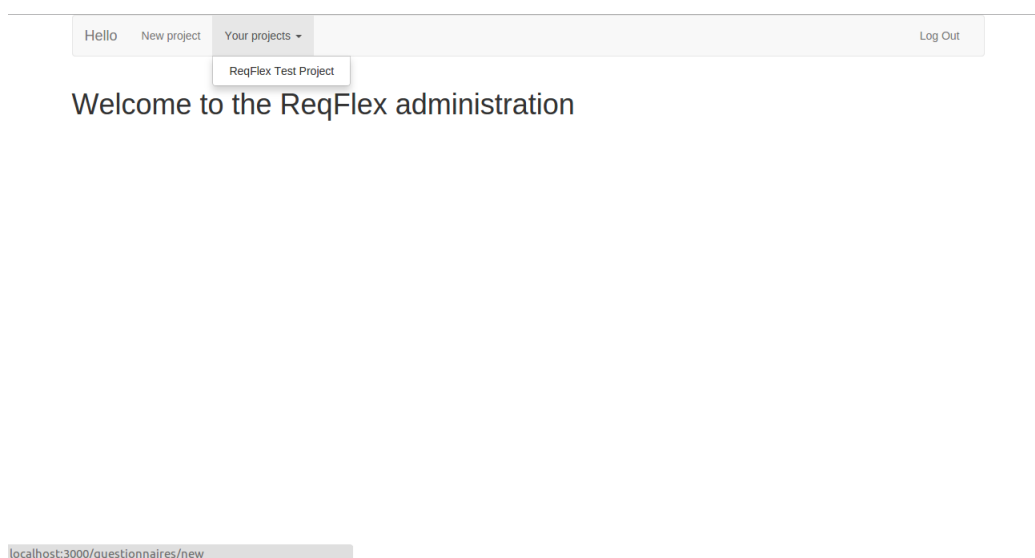 Hello New project Your projects Log Out
ReqFlex Test Project
Welcome to the ReqFlex administration
localhost:3000/questionnaires/new